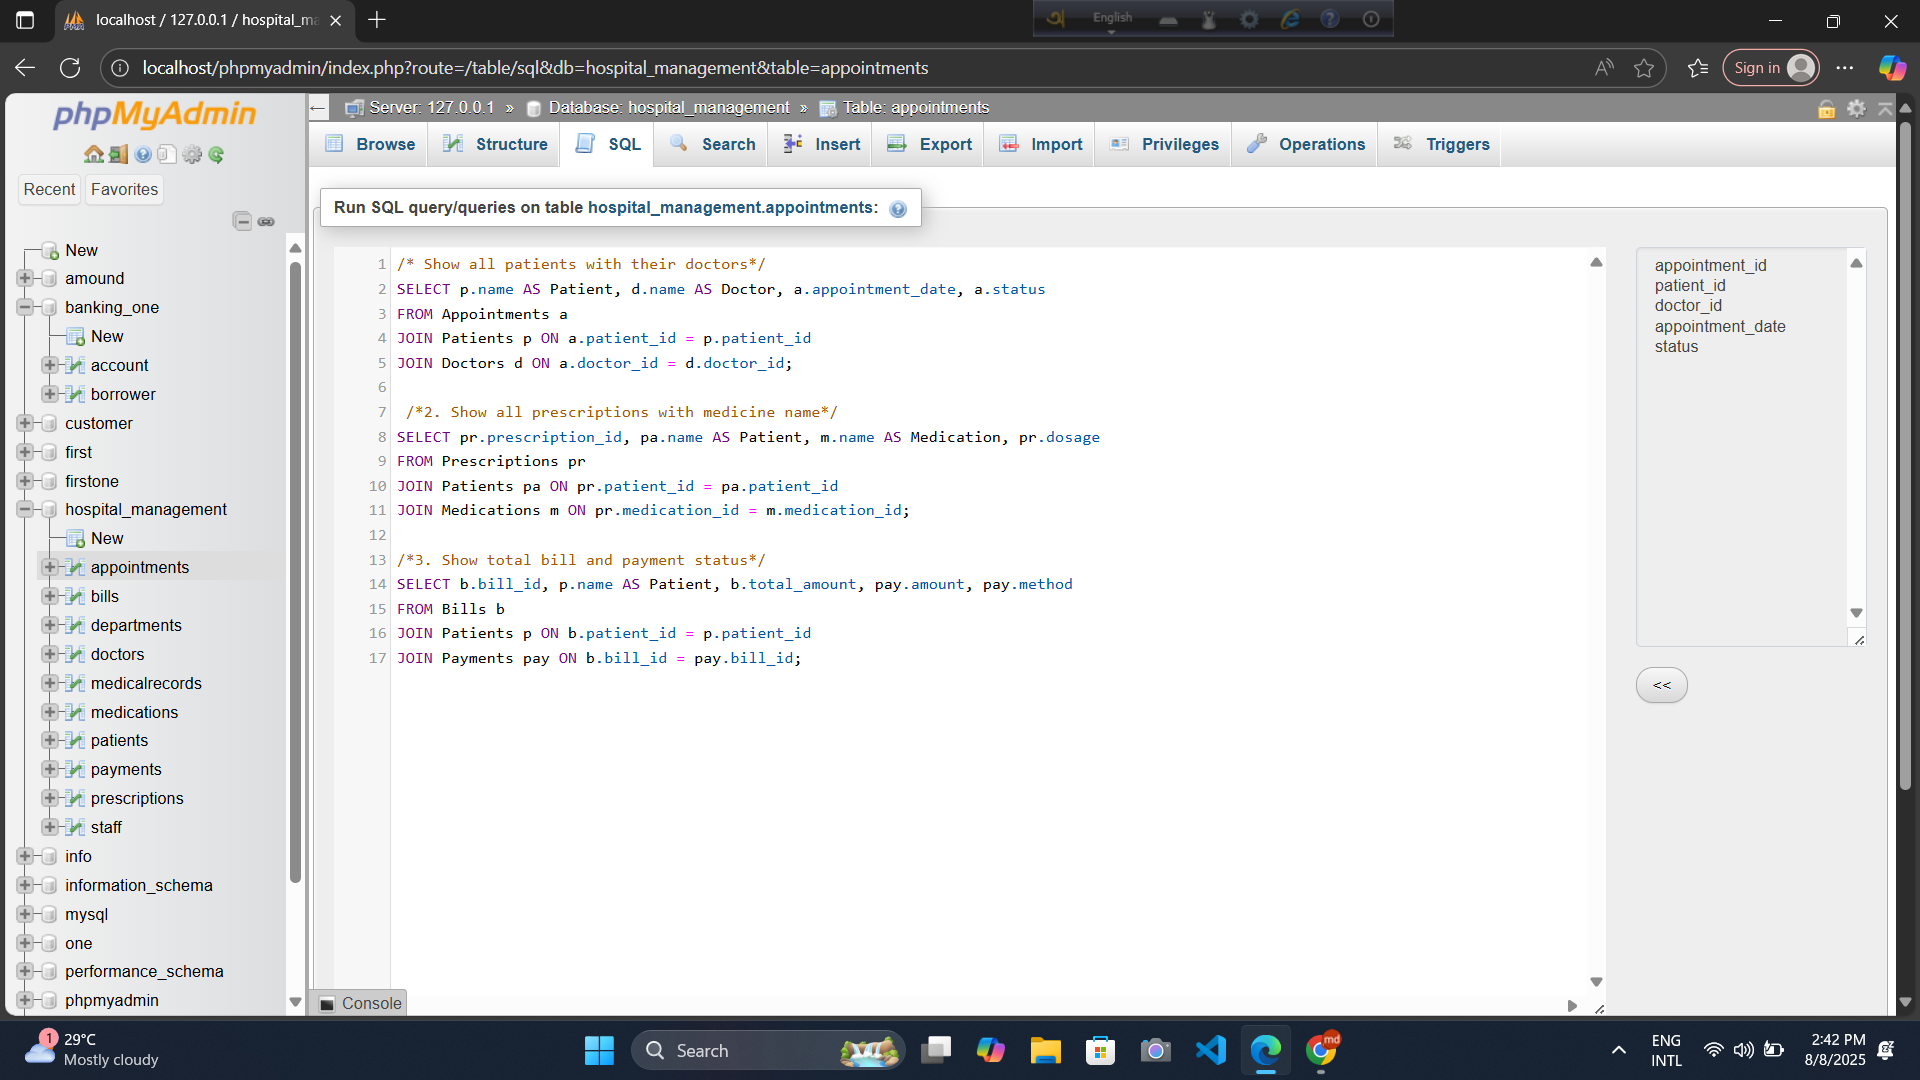 localhost / 127.0.0.1 / hospital_ma
English
localhost/phpmyadmin/index.php?route=/table/sql&db=hospital_management&table=appointments
Sign in
phpMyAdmin
Recent
Favorites
New
amound
banking_one
New
account
borrower
customer
first
firstone
hospital_management
New
appointments
bills
departments
doctors
medicalrecords
medications
patients
payments
prescriptions
staff
info
information_schema
mysql
one
performance_schema
phpmyadmin
Server: 127.0.0.1 » Database: hospital_management » Table: appointments
Browse Structure SQL Search Insert Export Import Privileges Operations Triggers
Run SQL query/queries on table hospital_management.appointments:
1 /* Show all patients with their doctors*/
2 SELECT p.name AS Patient, d.name AS Doctor, a.appointment_date, a.status
3 FROM Appointments a
4 JOIN Patients p ON a.patient_id = p.patient_id
5 JOIN Doctors d ON a.doctor_id = d.doctor_id;
6
7 /*2. Show all prescriptions with medicine name*/
8 SELECT pr.prescription_id, pa.name AS Patient, m.name AS Medication, pr.dosage
9 FROM Prescriptions pr
10 JOIN Patients pa ON pr.patient_id = pa.patient_id
11 JOIN Medications m ON pr.medication_id = m.medication_id;
12
13 /*3. Show total bill and payment status*/
14 SELECT b.bill_id, p.name AS Patient, b.total_amount, pay.amount, pay.method
15 FROM Bills b
16 JOIN Patients p ON b.patient_id = p.patient_id
17 JOIN Payments pay ON b.bill_id = pay.bill_id;
appointment_id
patient_id
doctor_id
appointment_date
status
<<
Console
1
29°C
Mostly cloudy
Search
md
ENG
INTL
2:42 PM
8/8/2025